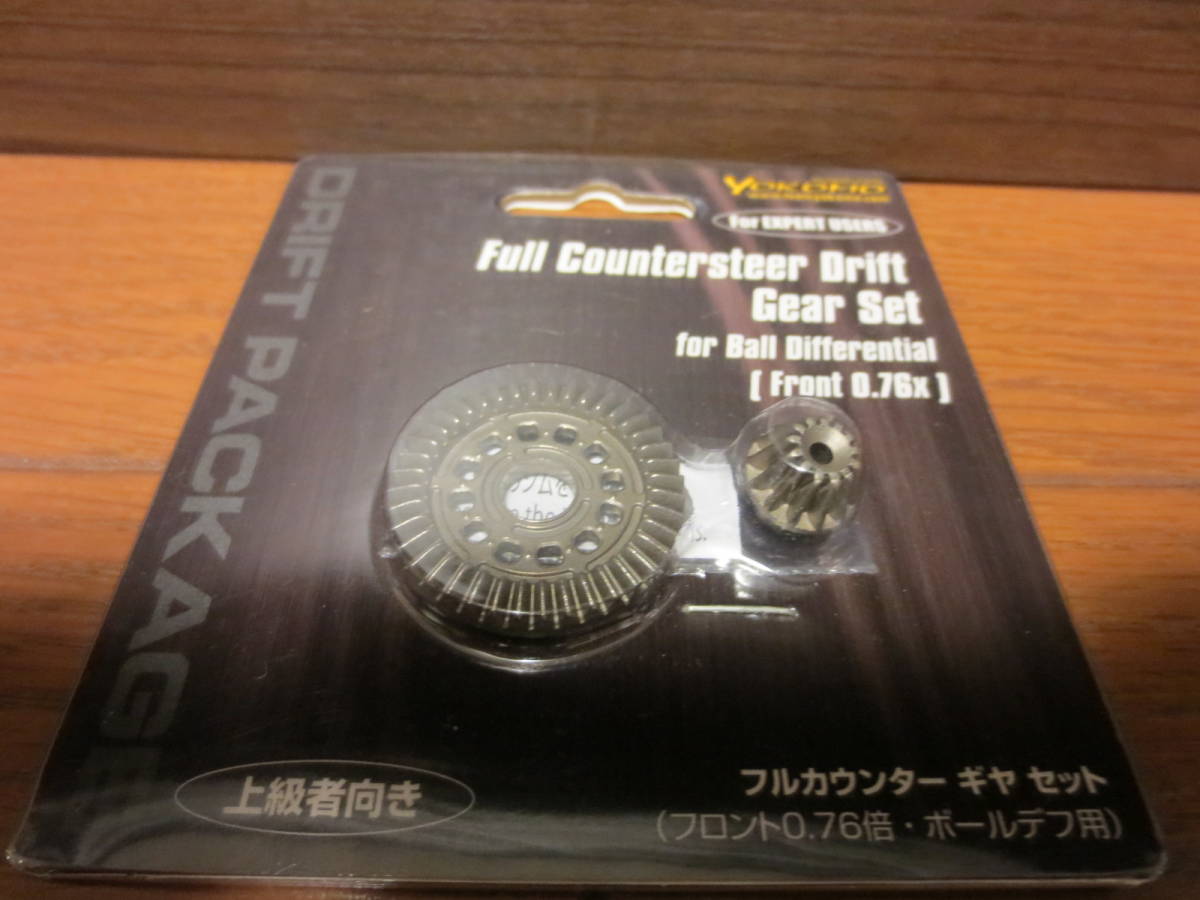 YOKOMO
For EXPERT USERS
Full Countersteer Drift
Gear Set
for Ball Differential
[ Front 0.76x ]
DRIFT PACKAGE
the
上級者向き
フルカウンター ギヤ セット
(フロント0.76倍・ボールデフ用)